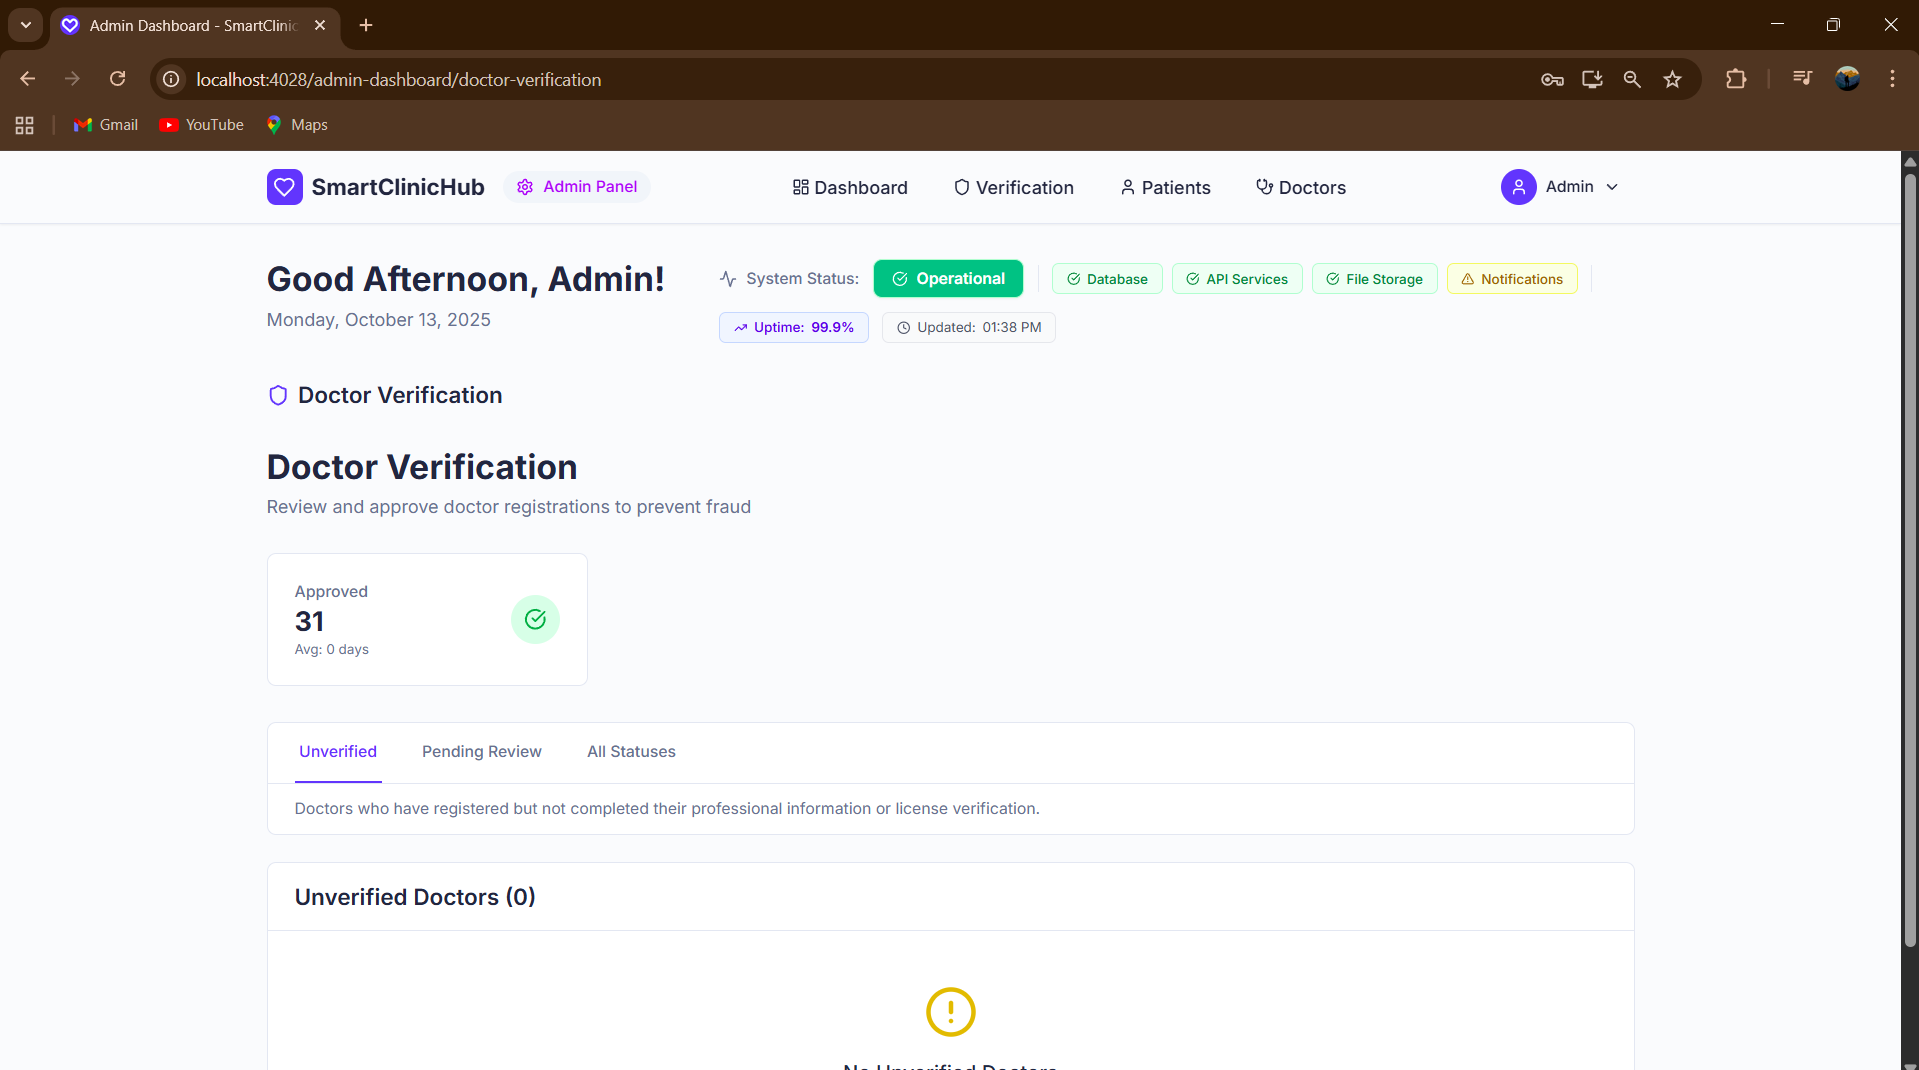 Admin Dashboard - SmartClinic
localhost:4028/admin-dashboard/doctor-verification
Gmail YouTube Maps
SmartClinicHub Admin Panel Dashboard Verification Patients Doctors Admin
Good Afternoon, Admin!
Monday, October 13, 2025
System Status: Operational Database API Services File Storage Notifications
Uptime: 99.9% Updated: 01:38 PM
Doctor Verification
Doctor Verification
Review and approve doctor registrations to prevent fraud
Approved
31
Avg: 0 days
Unverified Pending Review All Statuses
Doctors who have registered but not completed their professional information or license verification.
Unverified Doctors (0)
No Unverified Doctors